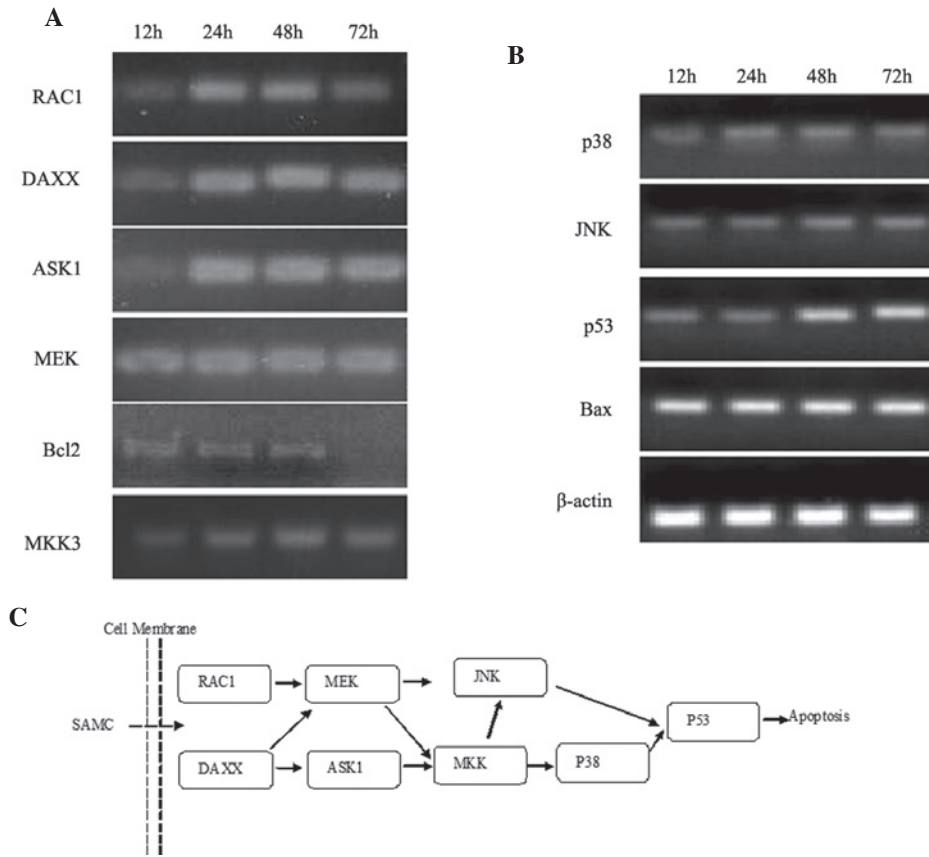 A
12h 24h 48h 72h
RAC1
DAXX
ASK1
MEK
Bcl2
MKK3
B
12h 24h 48h 72h
p38
JNK
p53
Bax
β-actin
C
Cell Membrane
SAMC
RAC1 MEK JNK
P53 Apoptosis
DAXX ASK1 MKK P38